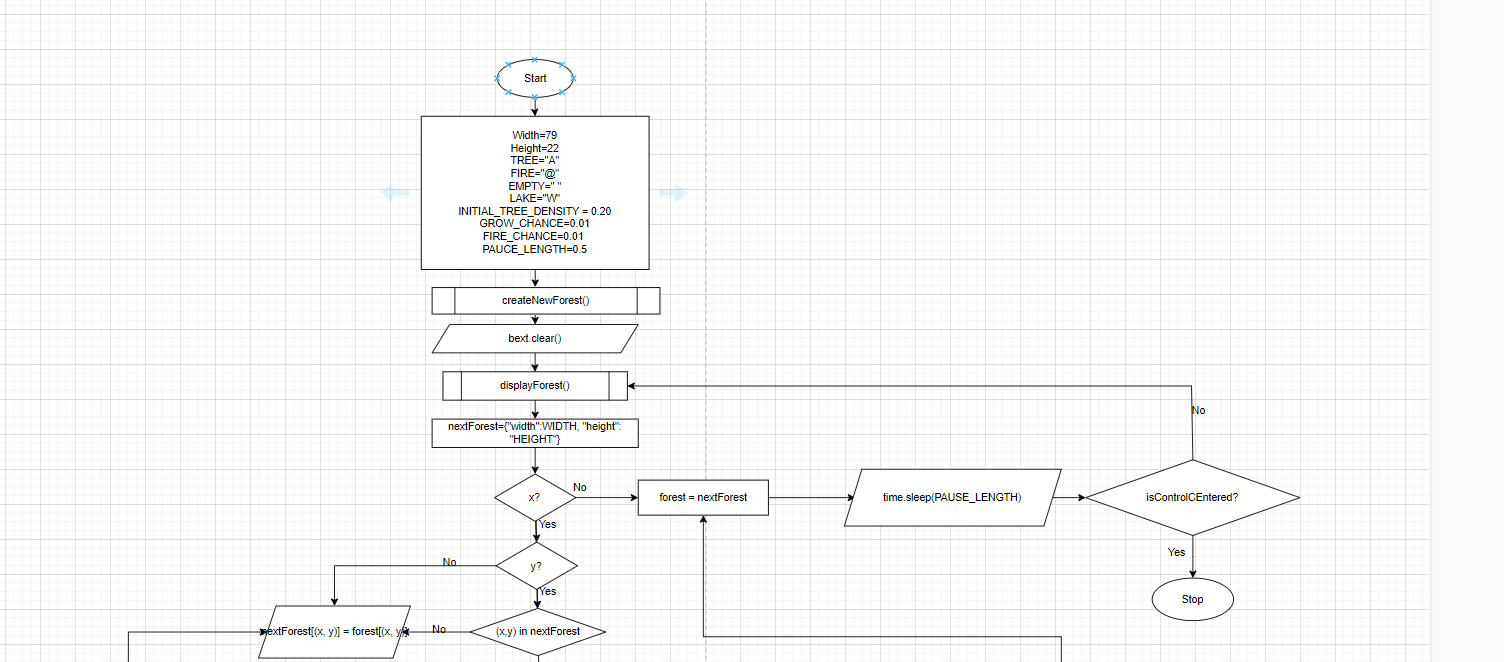 Start
Width=79
Height=22
TREE="A"
FIRE="@"
EMPTY=" "
LAKE="W"
INITIAL_TREE_DENSITY = 0.20
GROW_CHANCE=0.01
FIRE_CHANCE=0.01
PAUCE_LENGTH=0.5
createNewForest()
bext.clear()
displayForest()
No
nextForest={"width":WIDTH, "height":
"HEIGHT"}
x?
No
forest = nextForest
time.sleep(PAUSE_LENGTH)
isControlCEntered?
Yes
Yes
No
y?
Yes
Stop
nextForest[(x, y)] = forest[(x, y)]
No
(x,y) in nextForest